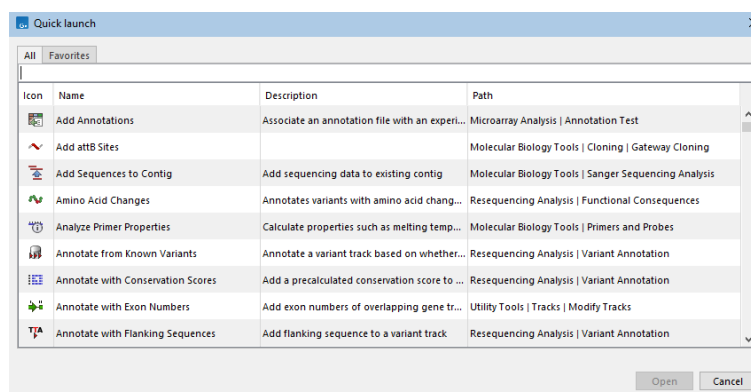 Quick launch
All Favorites
Icon Name Description Path
Add Annotations Associate an annotation file with an experi... Microarray Analysis | Annotation Test
Add attB Sites Molecular Biology Tools | Cloning | Gateway Cloning
Add Sequences to Contig Add sequencing data to existing contig Molecular Biology Tools | Sanger Sequencing Analysis
Amino Acid Changes Annotates variants with amino acid chang... Resequencing Analysis | Functional Consequences
Analyze Primer Properties Calculate properties such as melting temp... Molecular Biology Tools | Primers and Probes
Annotate from Known Variants Annotate a variant track based on whether... Resequencing Analysis | Variant Annotation
Annotate with Conservation Scores Add a precalculated conservation score to ... Resequencing Analysis | Variant Annotation
Annotate with Exon Numbers Add exon numbers of overlapping gene tr... Utility Tools | Tracks | Modify Tracks
Annotate with Flanking Sequences Add flanking sequence to a variant track Resequencing Analysis | Variant Annotation
Open Cancel